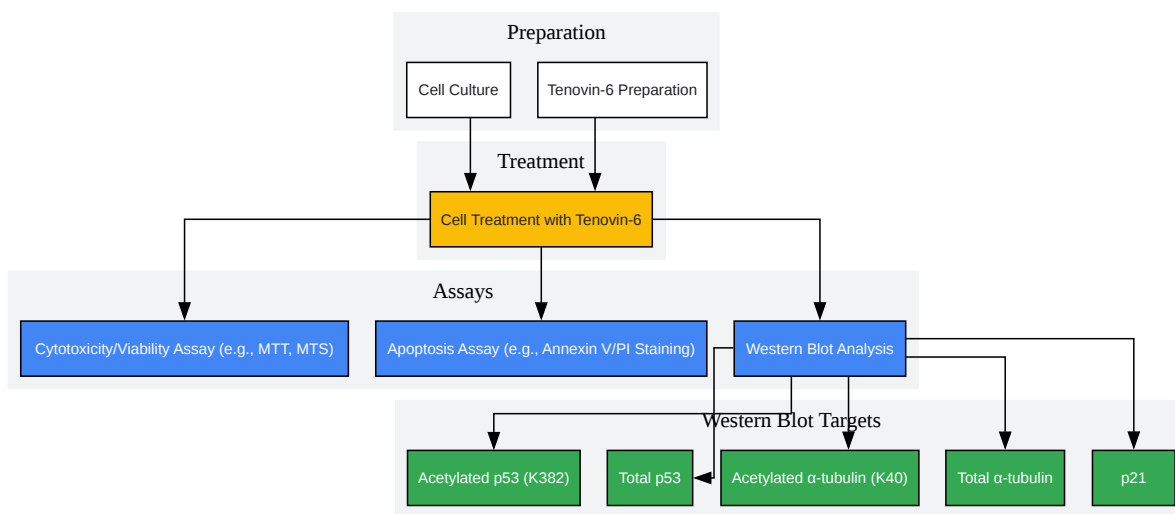 Preparation
Cell Culture
Tenovin-6 Preparation
Treatment
Cell Treatment with Tenovin-6
Assays
Cytotoxicity/Viability Assay (e.g., MTT, MTS)
Apoptosis Assay (e.g., Annexin V/PI Staining)
Western Blot Analysis
Western Blot Targets
Acetylated p53 (K382)
Total p53
Acetylated α-tubulin (K40)
Total α-tubulin
p21